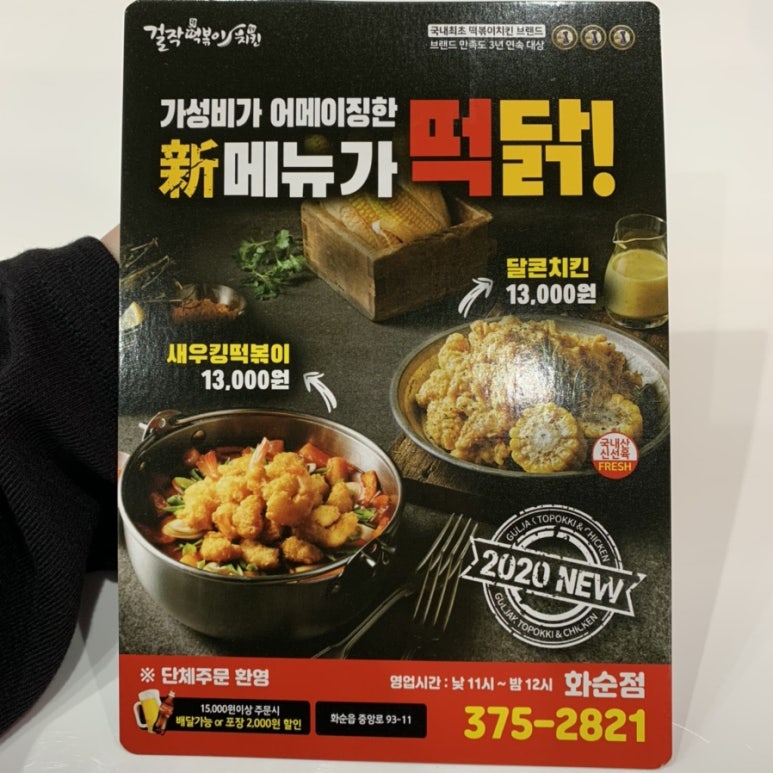 걸작떡볶이치킨
국내최초 떡볶이치킨 브랜드
브랜드 만족도 3년 연속 대상
가성비가 어메이징한
新메뉴가 떡닭!
달콘치킨
13,000원
새우킹떡볶이
13,000원
국내산
신선육
FRESH
GULJAK TOPOKKI & CHICKEN
2020 NEW
GULJAK TOPOKKI & CHICKEN
※ 단체주문 환영
영업시간 : 낮 11시 ~ 밤 12시 화순점
15,000원이상 주문시
배달가능 or 포장 2,000원 할인
화순읍 중앙로 93-11
375-2821